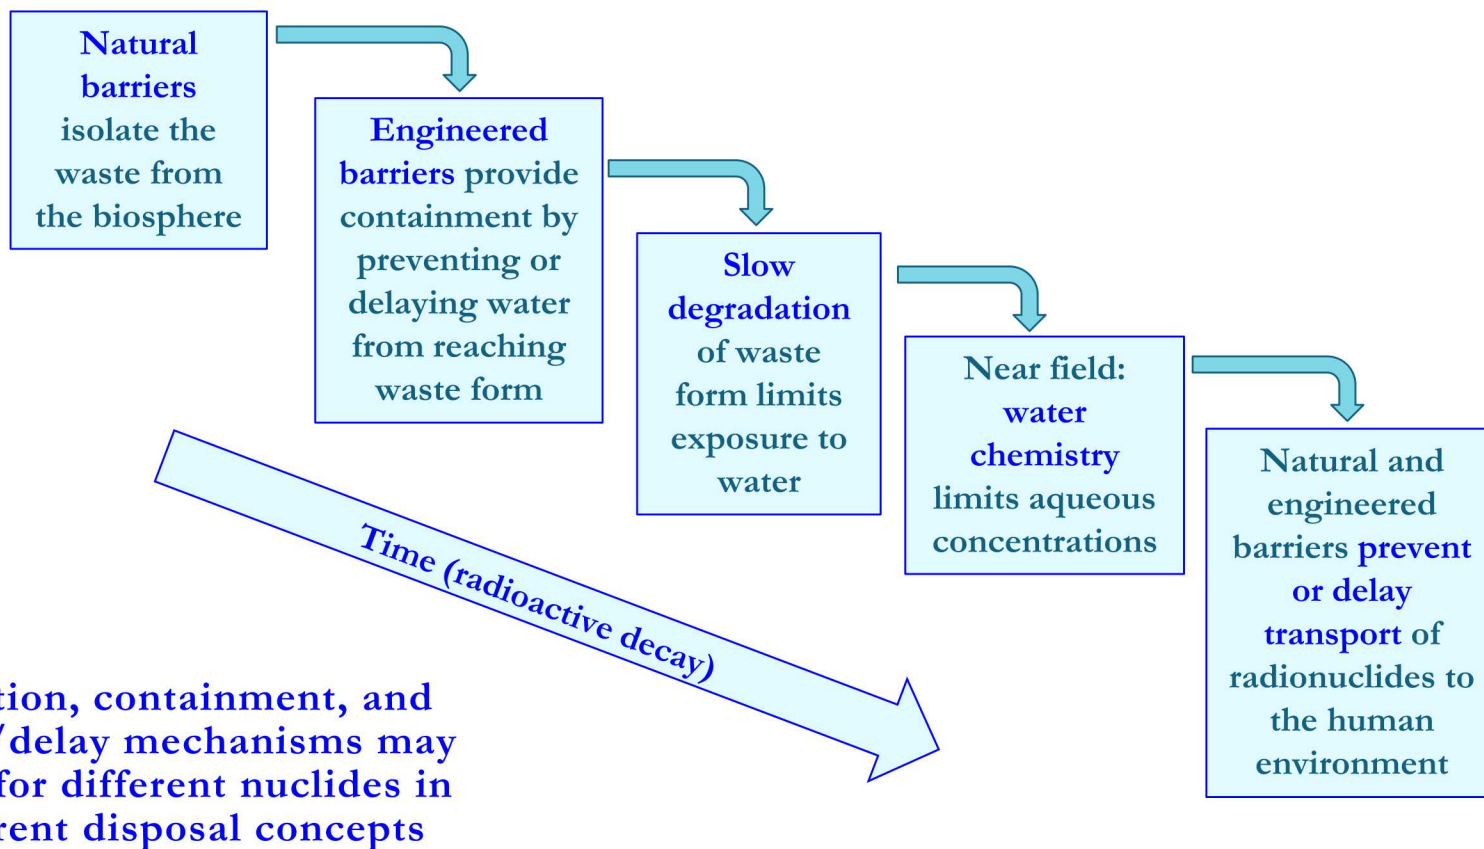 Natural
barriers
isolate the
waste from
the biosphere
Engineered
barriers provide
containment by
preventing or
delaying water
from reaching
waste form
Slow
degradation
of waste
form limits
exposure to
water
Near field:
water
chemistry
limits aqueous
concentrations
Natural and
engineered
barriers prevent
or delay
transport of
radionuclides to
the human
environment
Time (radioactive decay)
tion, containment, and
/delay mechanisms may
for different nuclides in
rent disposal concepts